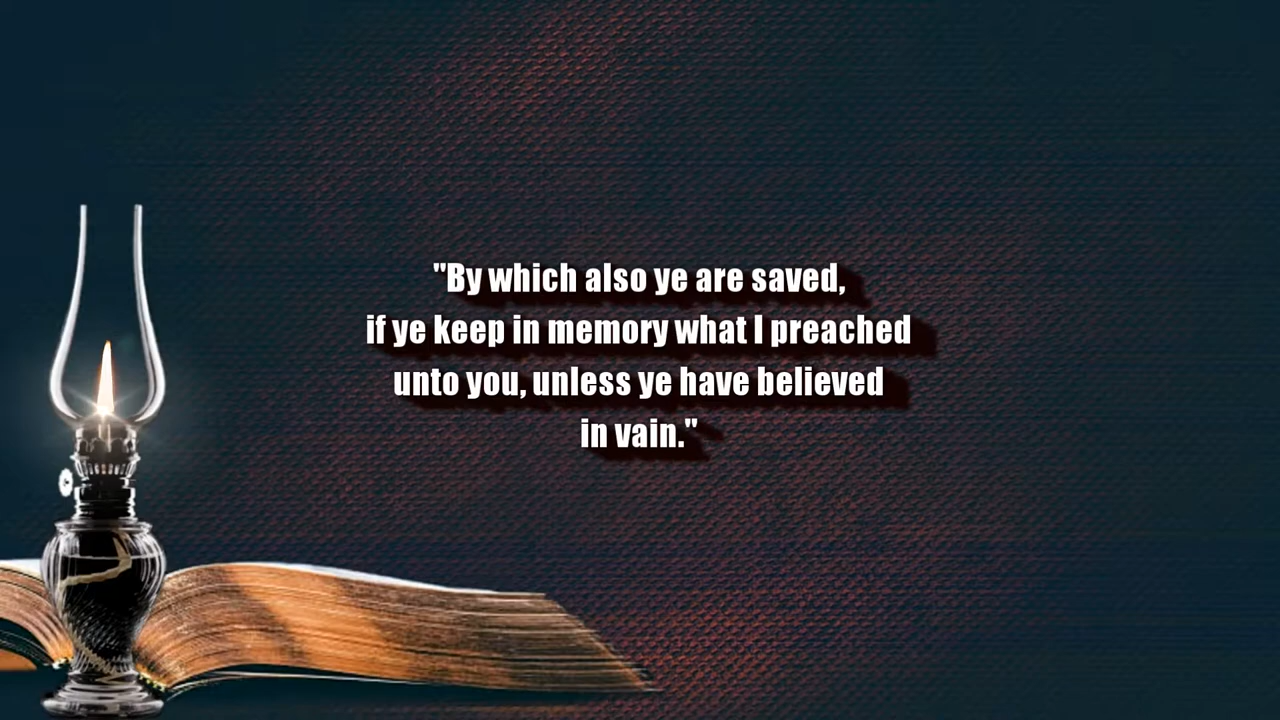 "By which also ye are saved,
if ye keep in memory what I preached
unto you, unless ye have believed
in vain."